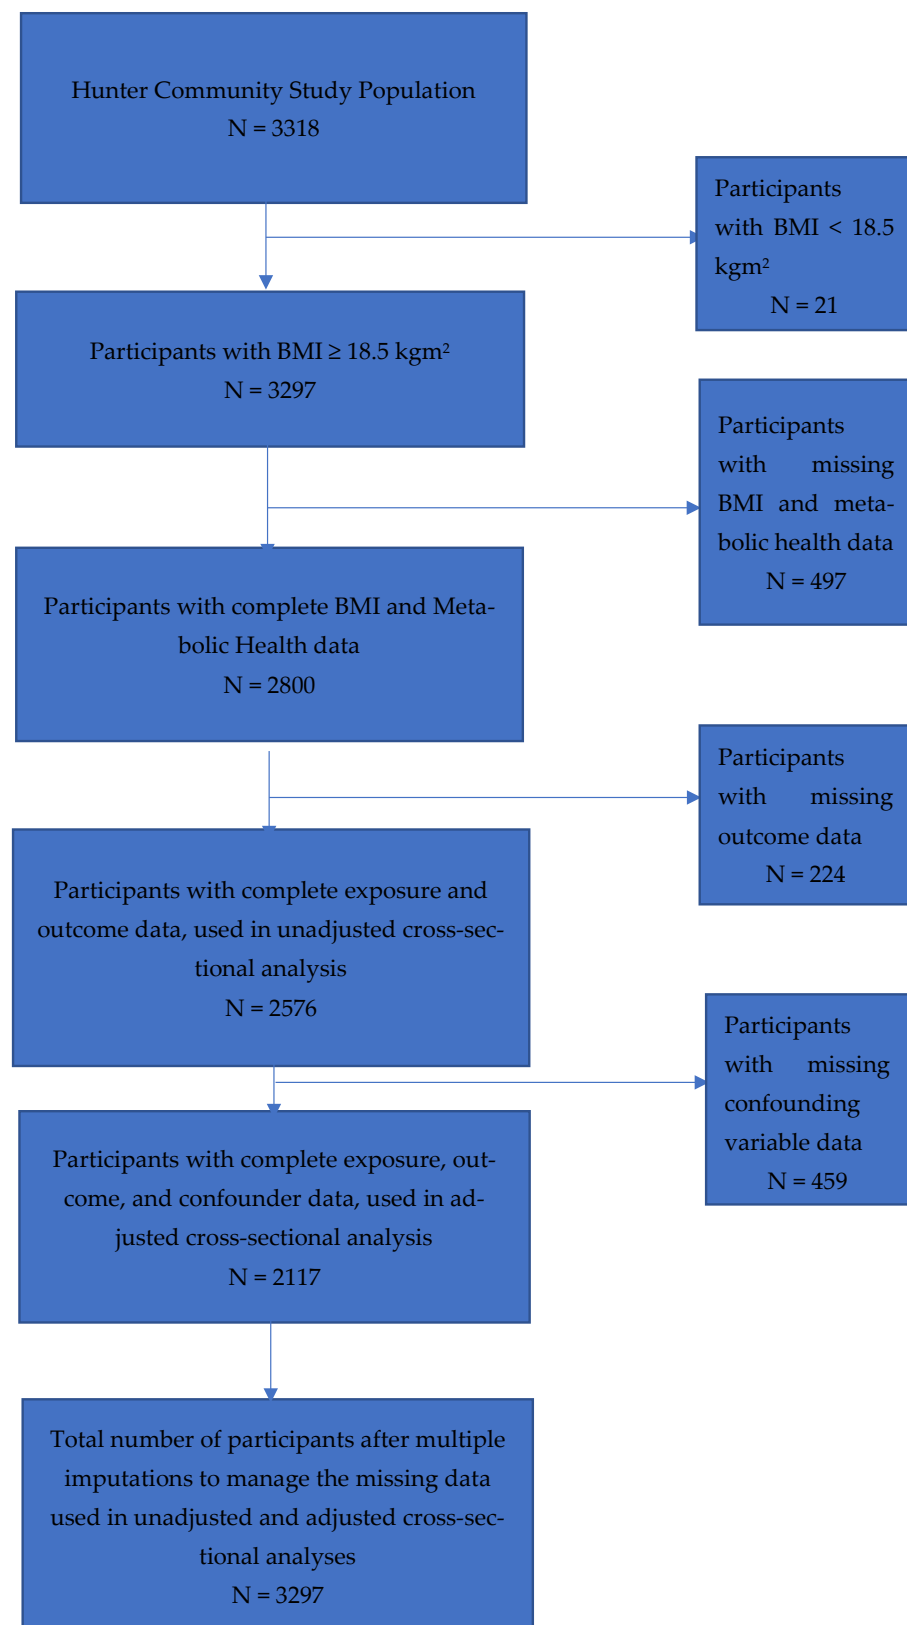 Hunter Community Study Population
N = 3318
Participants
with BMI < 18.5
kgm²
N = 21
Participants with BMI ≥ 18.5 kgm²
N = 3297
Participants
with missing
BMI and meta-
bolic health data
N = 497
Participants with complete BMI and Meta-
bolic Health data
N = 2800
Participants
with missing
outcome data
N = 224
Participants with complete exposure and
outcome data, used in unadjusted cross-sec-
tional analysis
N = 2576
Participants
with missing
confounding
variable data
N = 459
Participants with complete exposure, out-
come, and confounder data, used in ad-
justed cross-sectional analysis
N = 2117
Total number of participants after multiple
imputations to manage the missing data
used in unadjusted and adjusted cross-sec-
tional analyses
N = 3297